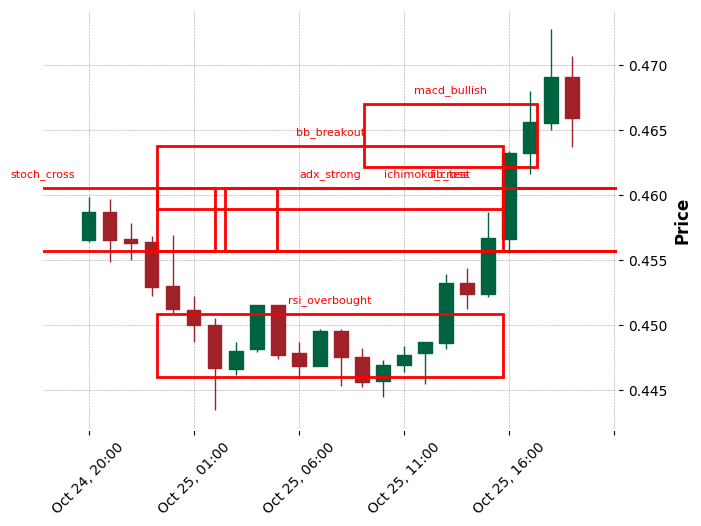 macd_bullish
bb_breakout
stoch_cross
adx_strong
rsi_overbought
0.470
0.465
0.460
0.455
0.450
0.445
Price
Oct 24, 20:00
Oct 25, 01:00
Oct 25, 06:00
Oct 25, 11:00
Oct 25, 16:00